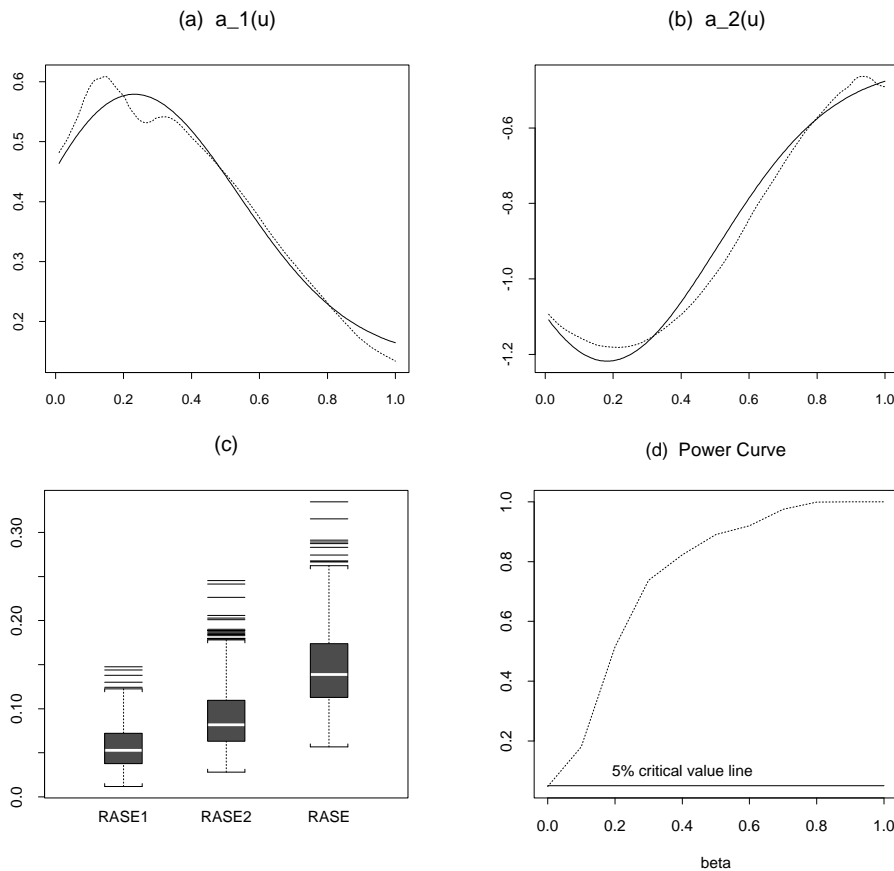 (a) a_1(u)
0.6
0.5
0.4
0.3
0.2
0.0 0.2 0.4 0.6 0.8 1.0
(b) a_2(u)
-0.6
-0.8
-1.0
-1.2
0.0 0.2 0.4 0.6 0.8 1.0
(c)
0.30
0.20
0.10
0.0
RASE1 RASE2 RASE
(d) Power Curve
1.0
0.8
0.6
0.4
0.2
5% critical value line
0.0 0.2 0.4 0.6 0.8 1.0
beta